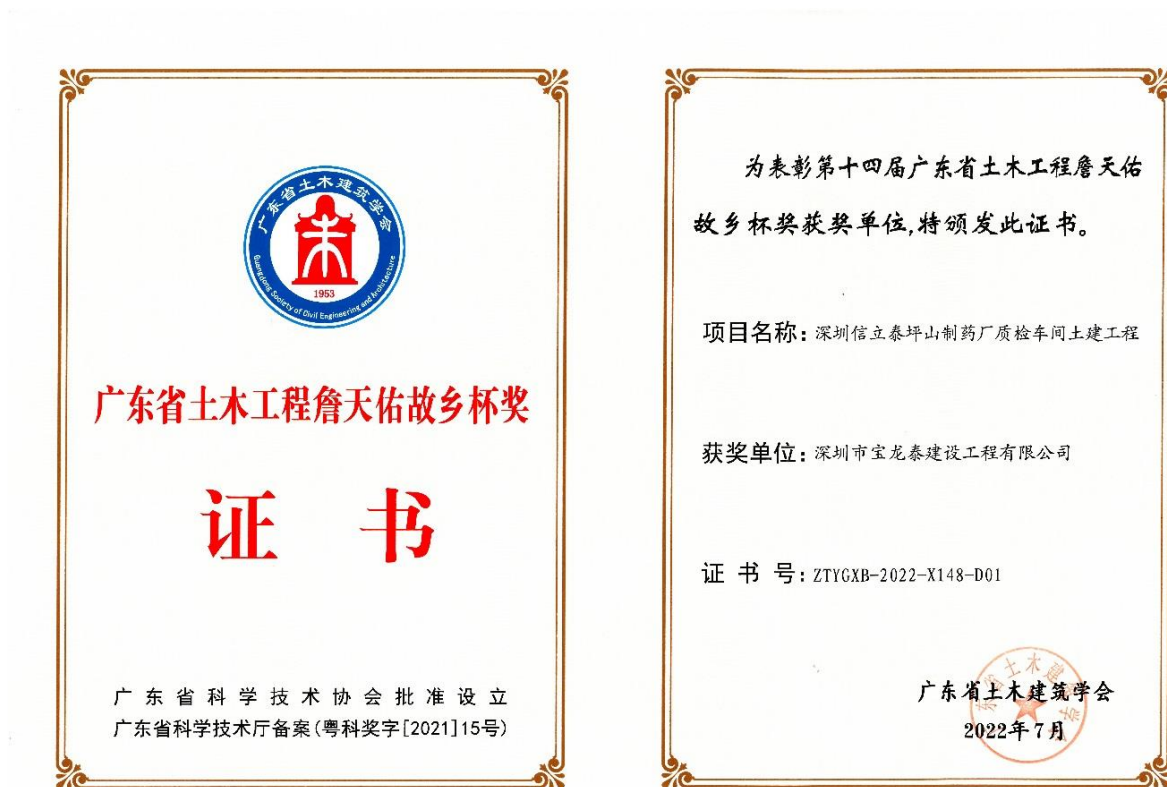 广东省土木建筑学会
未
1953
Guangdong Society of Civil Engineering and Architecture
广东省土木工程詹天佑故乡杯奖
证 书
广东省科学技术协会批准设立
广东省科学技术厅备案(粤科奖字[2021]15号)
为表彰第十四届广东省土木工程詹天佑
故乡杯奖获奖单位,特颁发此证书。
项目名称:深圳信立泰坪山制药厂质检车间土建工程
获奖单位:深圳市宝龙泰建设工程有限公司
证 书 号:ZTYGXB-2022-X148-D01
广东省土木建筑学会
2022年7月